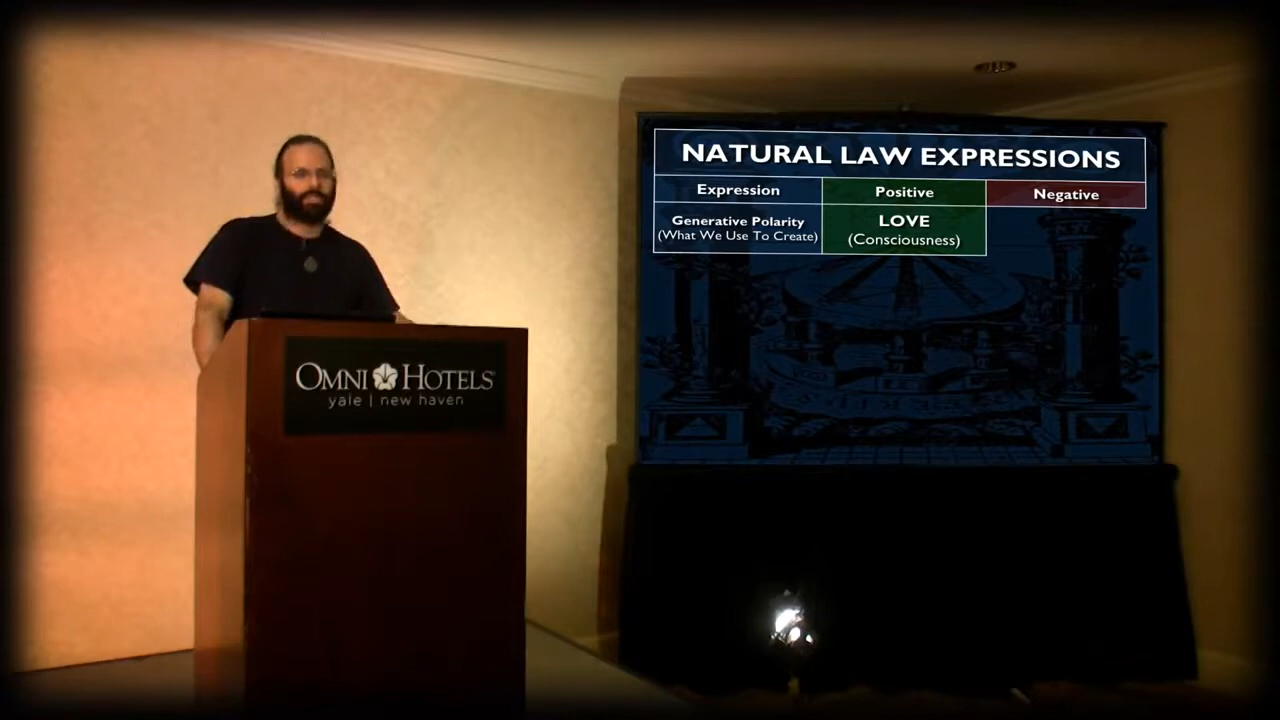 NATURAL LAW EXPRESSIONS
Expression Positive Negative
Generative Polarity
(What We Use To Create)
LOVE
(Consciousness)
OMNI HOTELS
yale | new haven